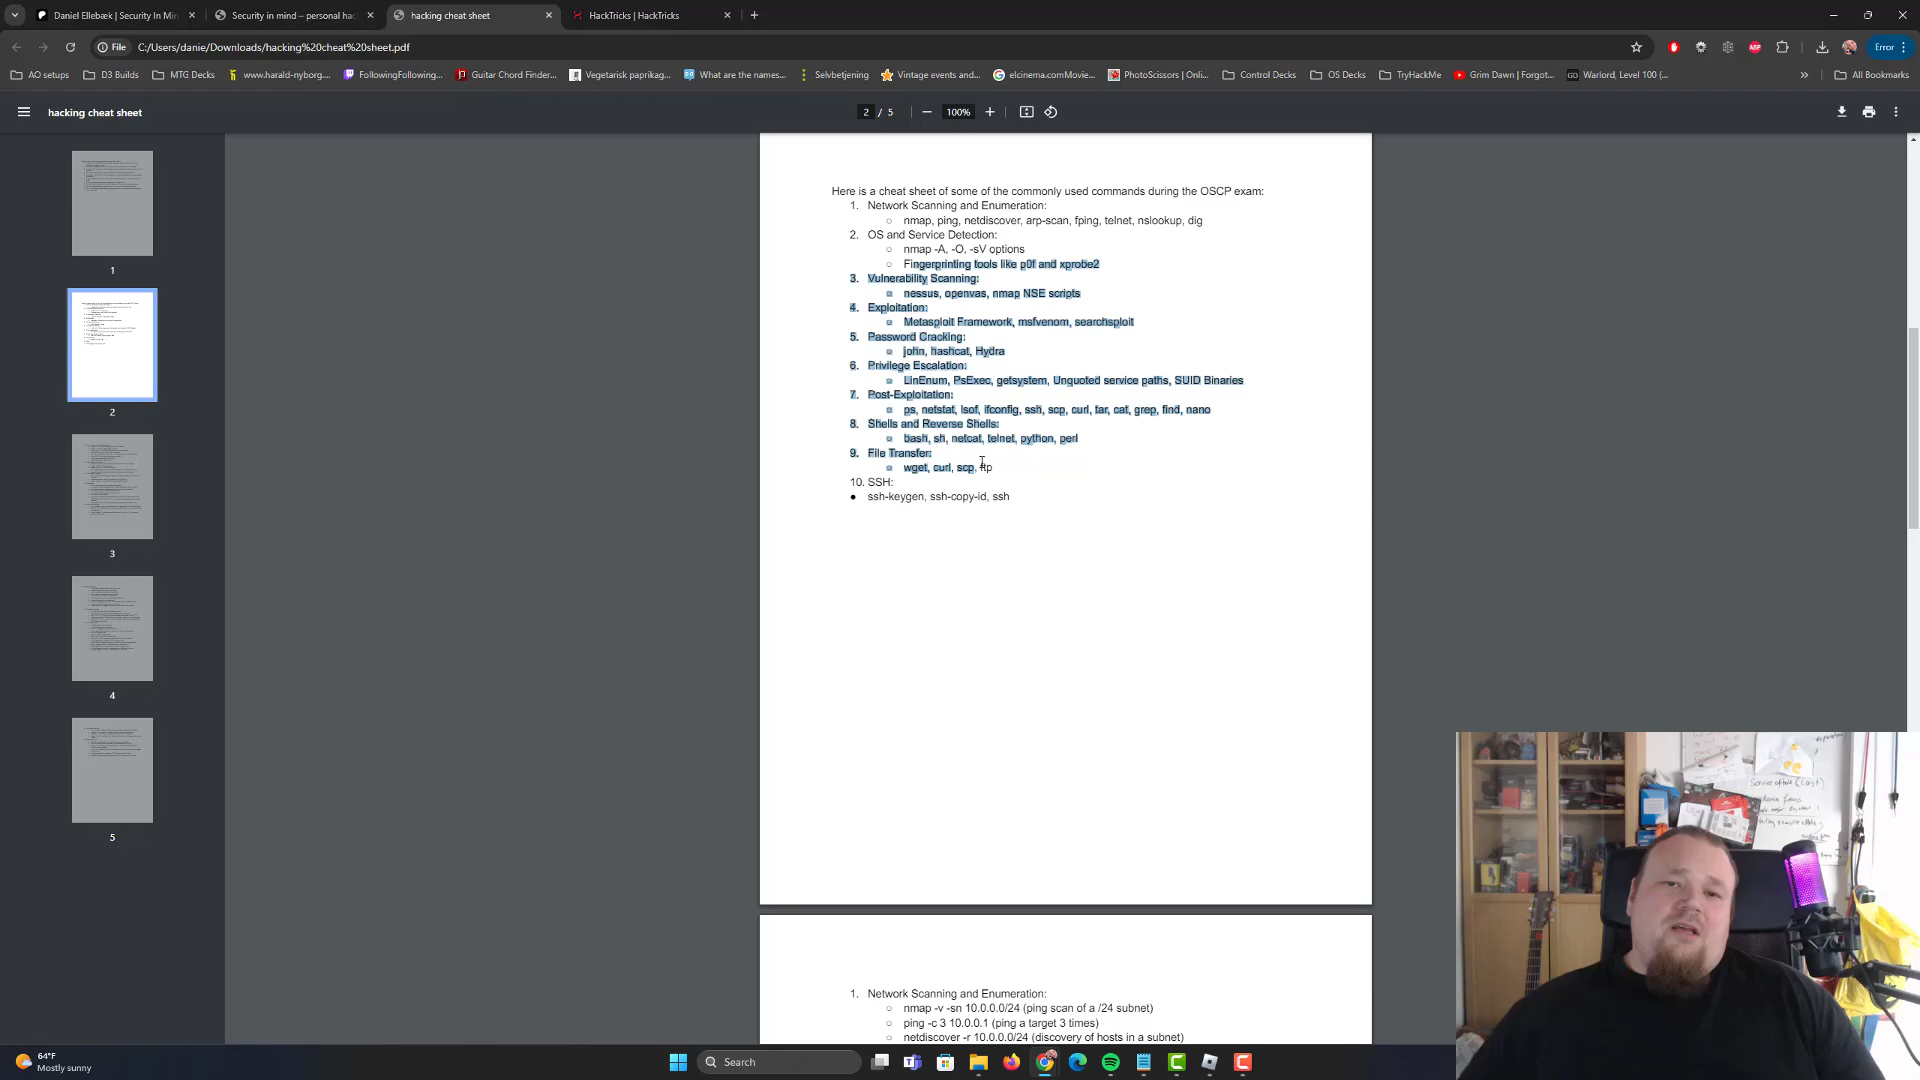 Daniel Ellebæk | Security In Min
Security in mind – personal hac
hacking cheat sheet
HackTricks | HackTricks
File
C:/Users/danie/Downloads/hacking%20cheat%20sheet.pdf
Error
AO setups
D3 Builds
MTG Decks
www.harald-nyborg....
FollowingFollowing...
Guitar Chord Finder...
Vegetarisk paprikag...
What are the names...
Selvbetjening
Vintage events and...
elcinema.comMovie...
PhotoScissors | Onli...
Control Decks
OS Decks
TryHackMe
Grim Dawn | Forgot...
Warlord, Level 100 (...
All Bookmarks
hacking cheat sheet
2 / 5
100%
1
2
3
4
5
Here is a cheat sheet of some of the commonly used commands during the OSCP exam:
1. Network Scanning and Enumeration:
nmap, ping, netdiscover, arp-scan, fping, telnet, nslookup, dig
2. OS and Service Detection:
nmap -A, -O, -sV options
Fingerprinting tools like p0f and xprobe2
3. Vulnerability Scanning:
nessus, openvas, nmap NSE scripts
4. Exploitation:
Metasploit Framework, msfvenom, searchsploit
5. Password Cracking:
john, hashcat, Hydra
6. Privilege Escalation:
LinEnum, PsExec, getsystem, Unquoted service paths, SUID Binaries
7. Post-Exploitation:
ps, netstat, lsof, ifconfig, ssh, scp, curl, tar, cat, grep, find, nano
8. Shells and Reverse Shells:
bash, sh, netcat, telnet, python, perl
9. File Transfer:
wget, curl, scp, ftp
10. SSH:
ssh-keygen, ssh-copy-id, ssh
1. Network Scanning and Enumeration:
nmap -v -sn 10.0.0.0/24 (ping scan of a /24 subnet)
ping -c 3 10.0.0.1 (ping a target 3 times)
netdiscover -r 10.0.0.0/24 (discovery of hosts in a subnet)
64°F
Mostly sunny
Search